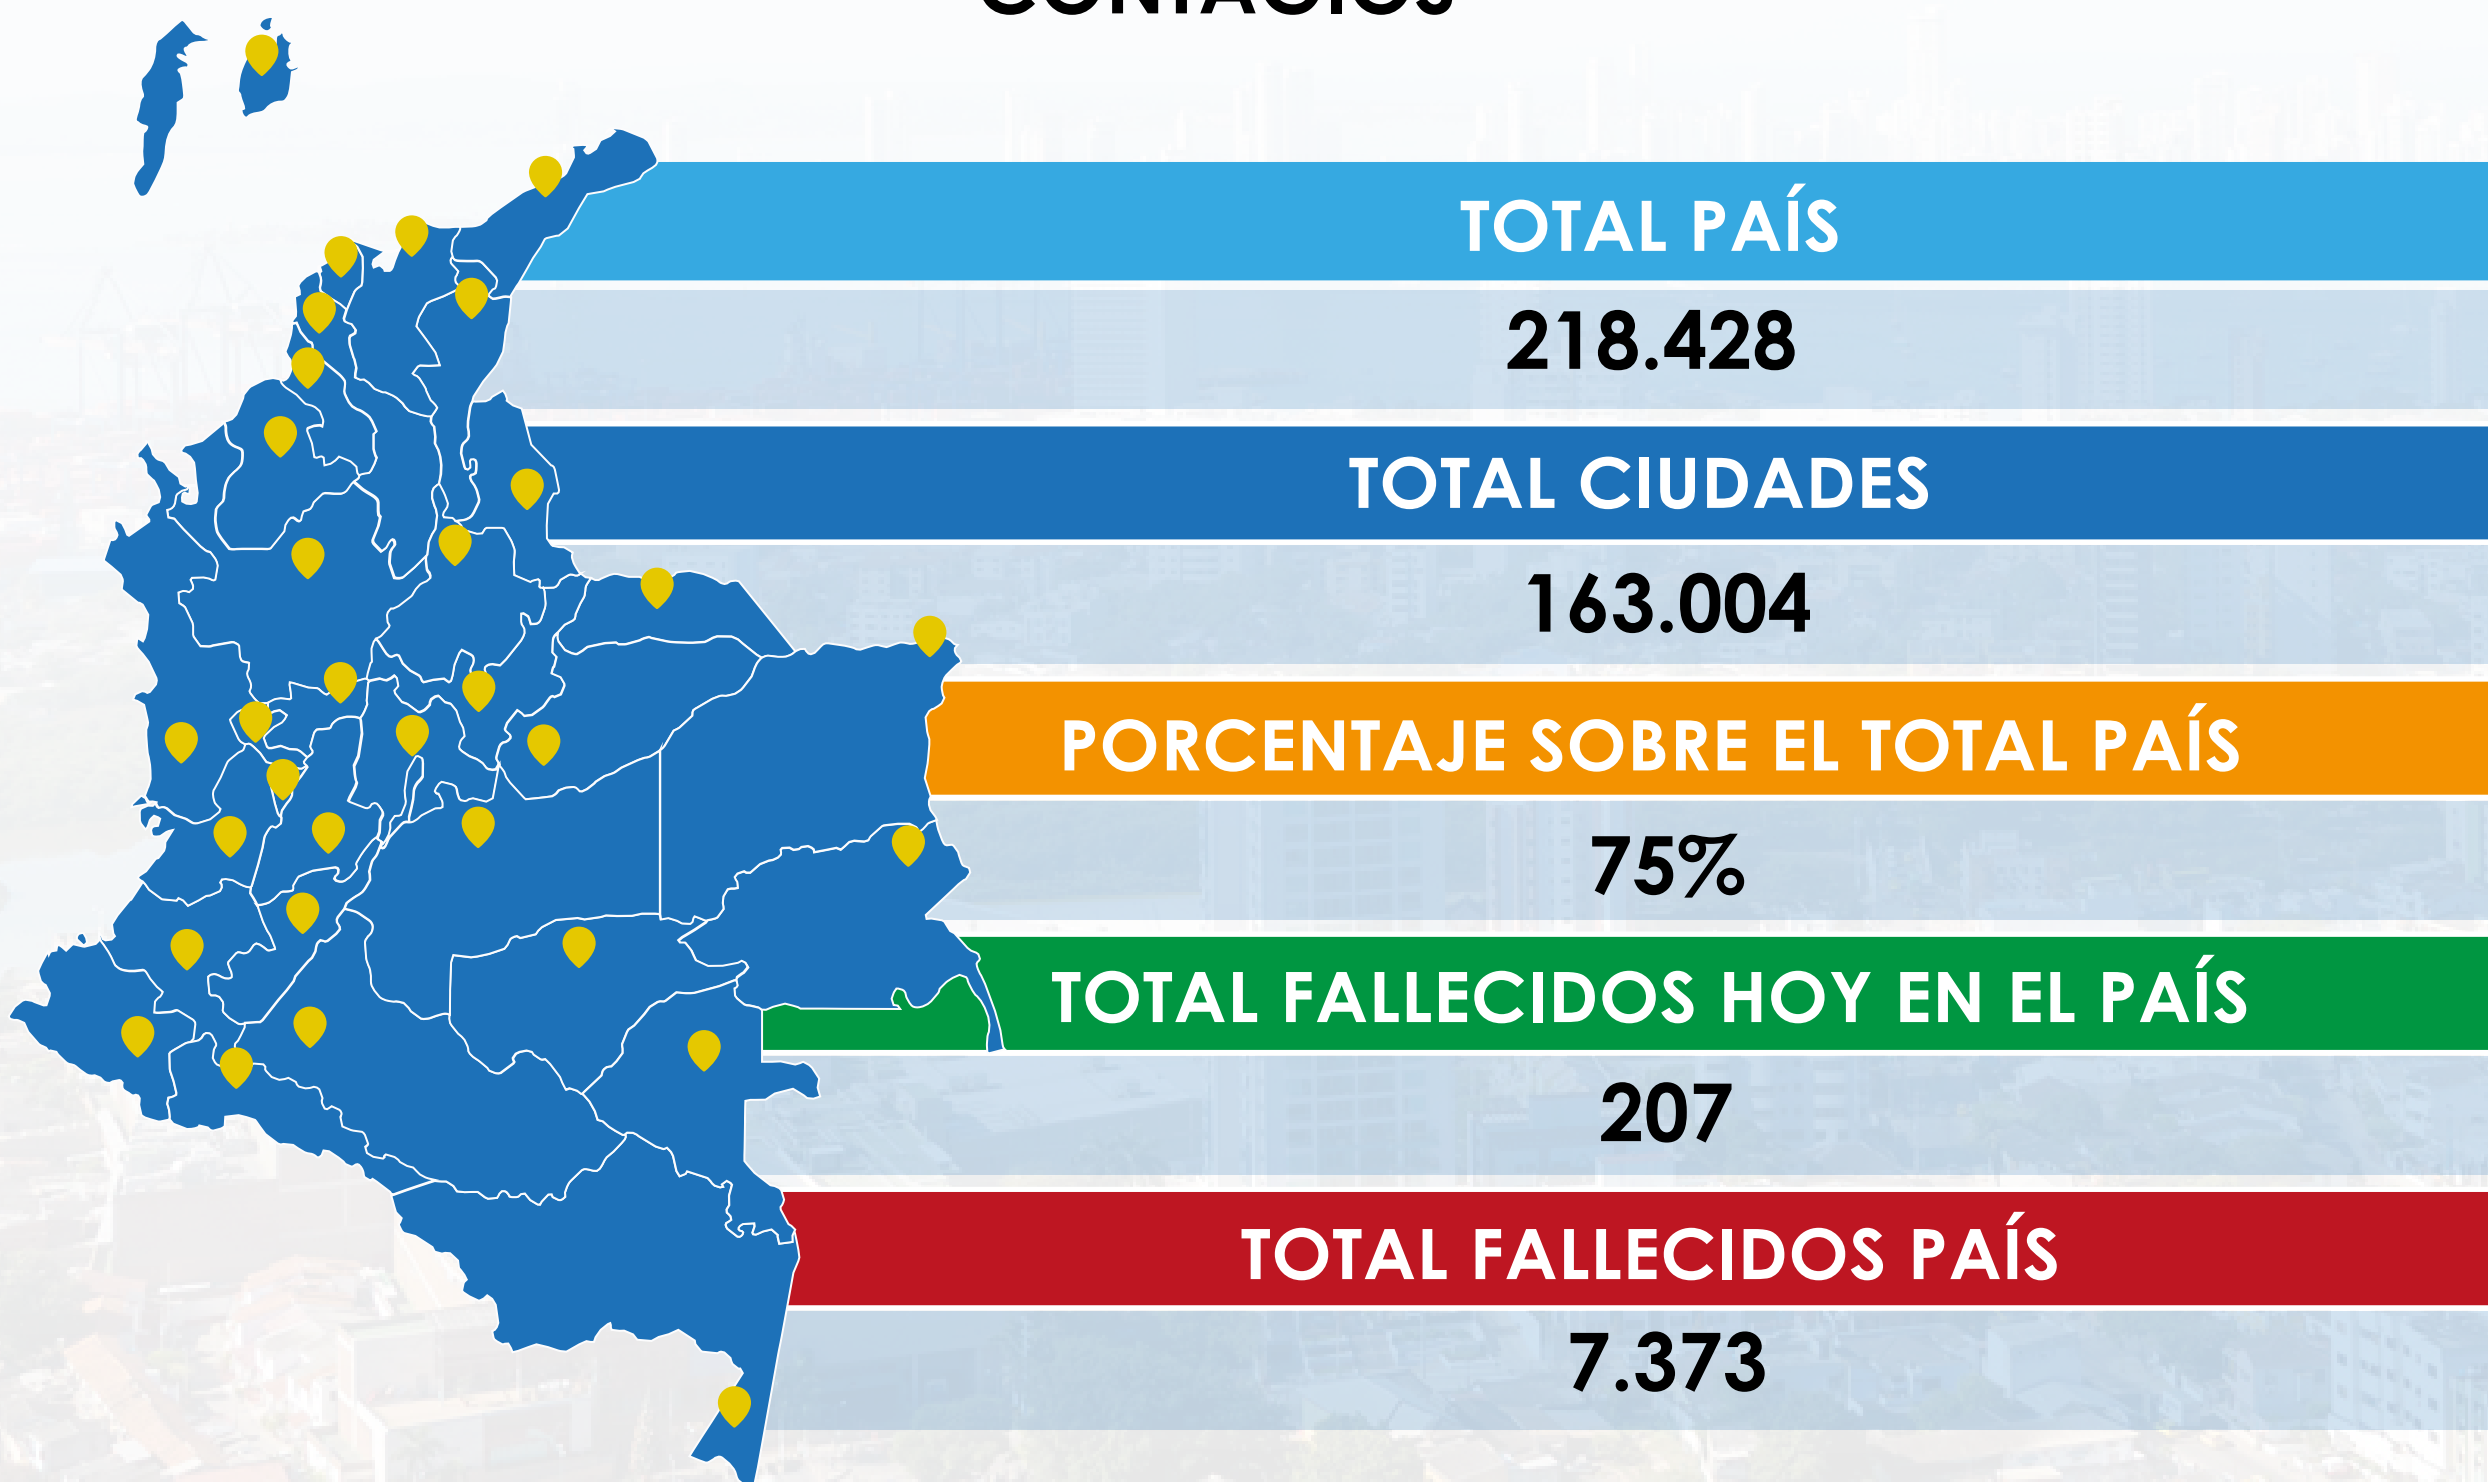 CONTAGIOS
TOTAL PAÍS
218.428
TOTAL CIUDADES
163.004
PORCENTAJE SOBRE EL TOTAL PAÍS
75%
TOTAL FALLECIDOS HOY EN EL PAÍS
207
TOTAL FALLECIDOS PAÍS
7.373